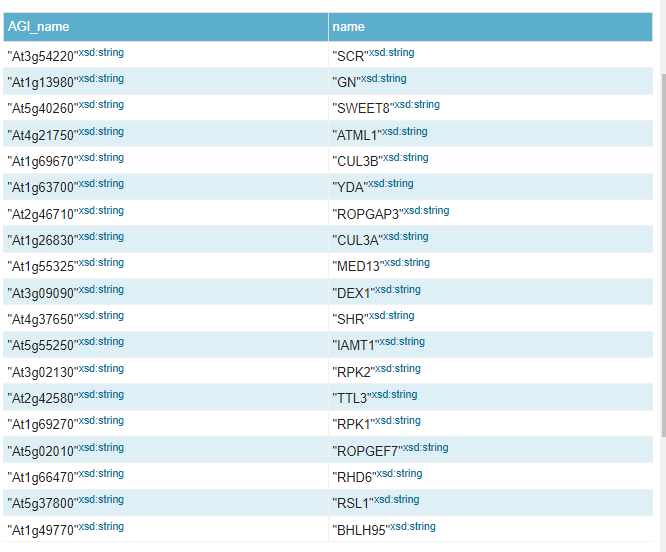 AGI_name name
"At3g54220"xsd:string "SCR"xsd:string
"At1g13980"xsd:string "GN"xsd:string
"At5g40260"xsd:string "SWEET8"xsd:string
"At4g21750"xsd:string "ATML1"xsd:string
"At1g69670"xsd:string "CUL3B"xsd:string
"At1g63700"xsd:string "YDA"xsd:string
"At2g46710"xsd:string "ROPGAP3"xsd:string
"At1g26830"xsd:string "CUL3A"xsd:string
"At1g55325"xsd:string "MED13"xsd:string
"At3g09090"xsd:string "DEX1"xsd:string
"At4g37650"xsd:string "SHR"xsd:string
"At5g55250"xsd:string "IAMT1"xsd:string
"At3g02130"xsd:string "RPK2"xsd:string
"At2g42580"xsd:string "TTL3"xsd:string
"At1g69270"xsd:string "RPK1"xsd:string
"At5g02010"xsd:string "ROPGEF7"xsd:string
"At1g66470"xsd:string "RHD6"xsd:string
"At5g37800"xsd:string "RSL1"xsd:string
"At1g49770"xsd:string "BHLH95"xsd:string